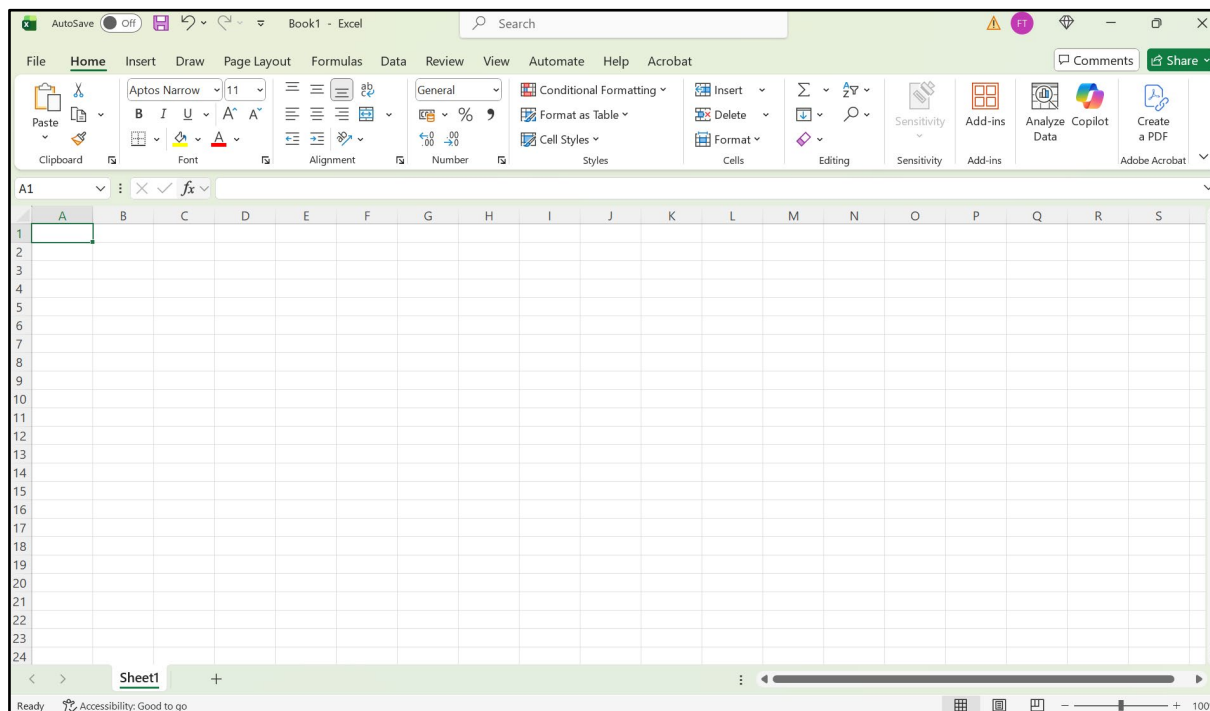 AutoSave Off Book1 - Excel Search FT
File Home Insert Draw Page Layout Formulas Data Review View Automate Help Acrobat Comments Share
Aptos Narrow 11 General Conditional Formatting Insert
Paste B I U A A % Format as Table Delete Sensitivity Add-ins Analyze Data Copilot Create a PDF
A Cell Styles Format
Clipboard Font Alignment Number Styles Cells Editing Sensitivity Add-ins Adobe Acrobat
A1 fx
A B C D E F G H I J K L M N O P Q R S
1
2
3
4
5
6
7
8
9
10
11
12
13
14
15
16
17
18
19
20
21
22
23
24
Sheet1 +
Ready Accessibility: Good to go - + 100